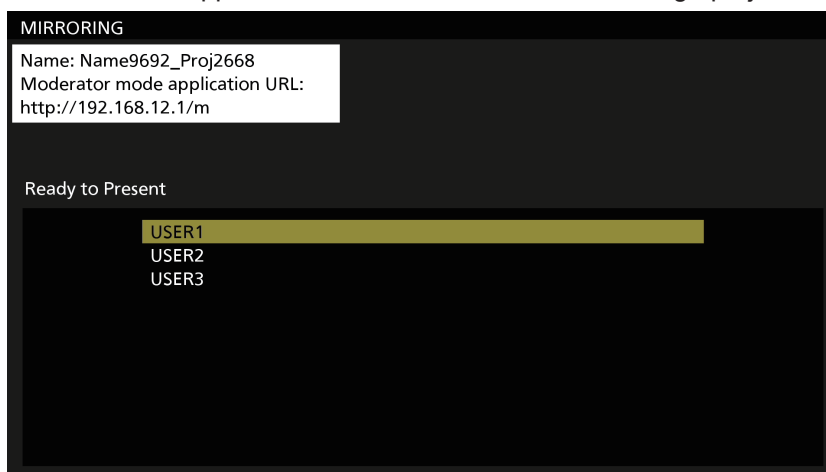 MIRRORING
Name: Name9692_Proj2668
Moderator mode application URL:
http://192.168.12.1/m
Ready to Present
USER1
USER2
USER3